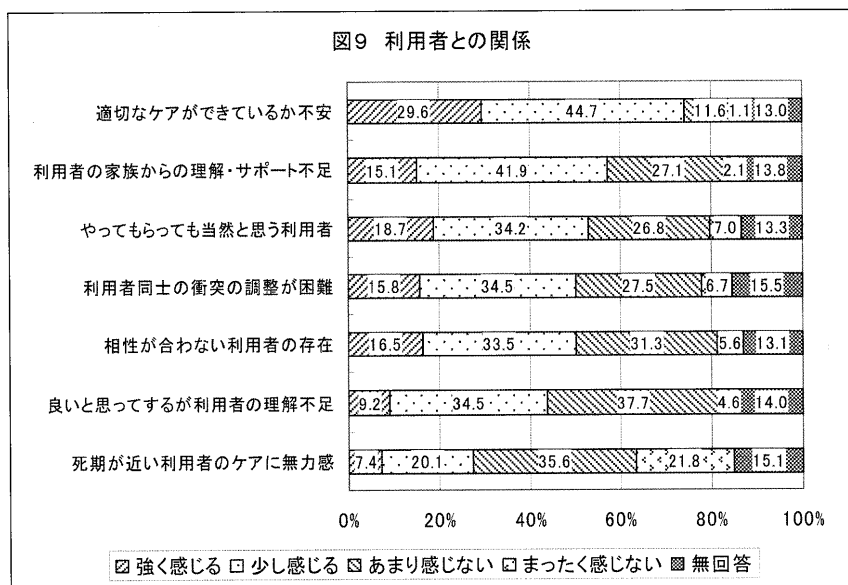 図9 利用者との関係
適切なケアができているか不安
29.6 44.7 11.6 1.1 13.0
利用者の家族からの理解・サポート不足
15.1 41.9 27.1 2.1 13.8
やってもらっても当然と思う利用者
18.7 34.2 26.8 7.0 13.3
利用者同士の衝突の調整が困難
15.8 34.5 27.5 6.7 15.5
相性が合わない利用者の存在
16.5 33.5 31.3 5.6 13.1
良いと思ってするが利用者の理解不足
9.2 34.5 37.7 4.6 14.0
死期が近い利用者のケアに無力感
7.4 20.1 35.6 21.8 15.1
0% 20% 40% 60% 80% 100%
強く感じる 少し感じる あまり感じない まったく感じない 無回答